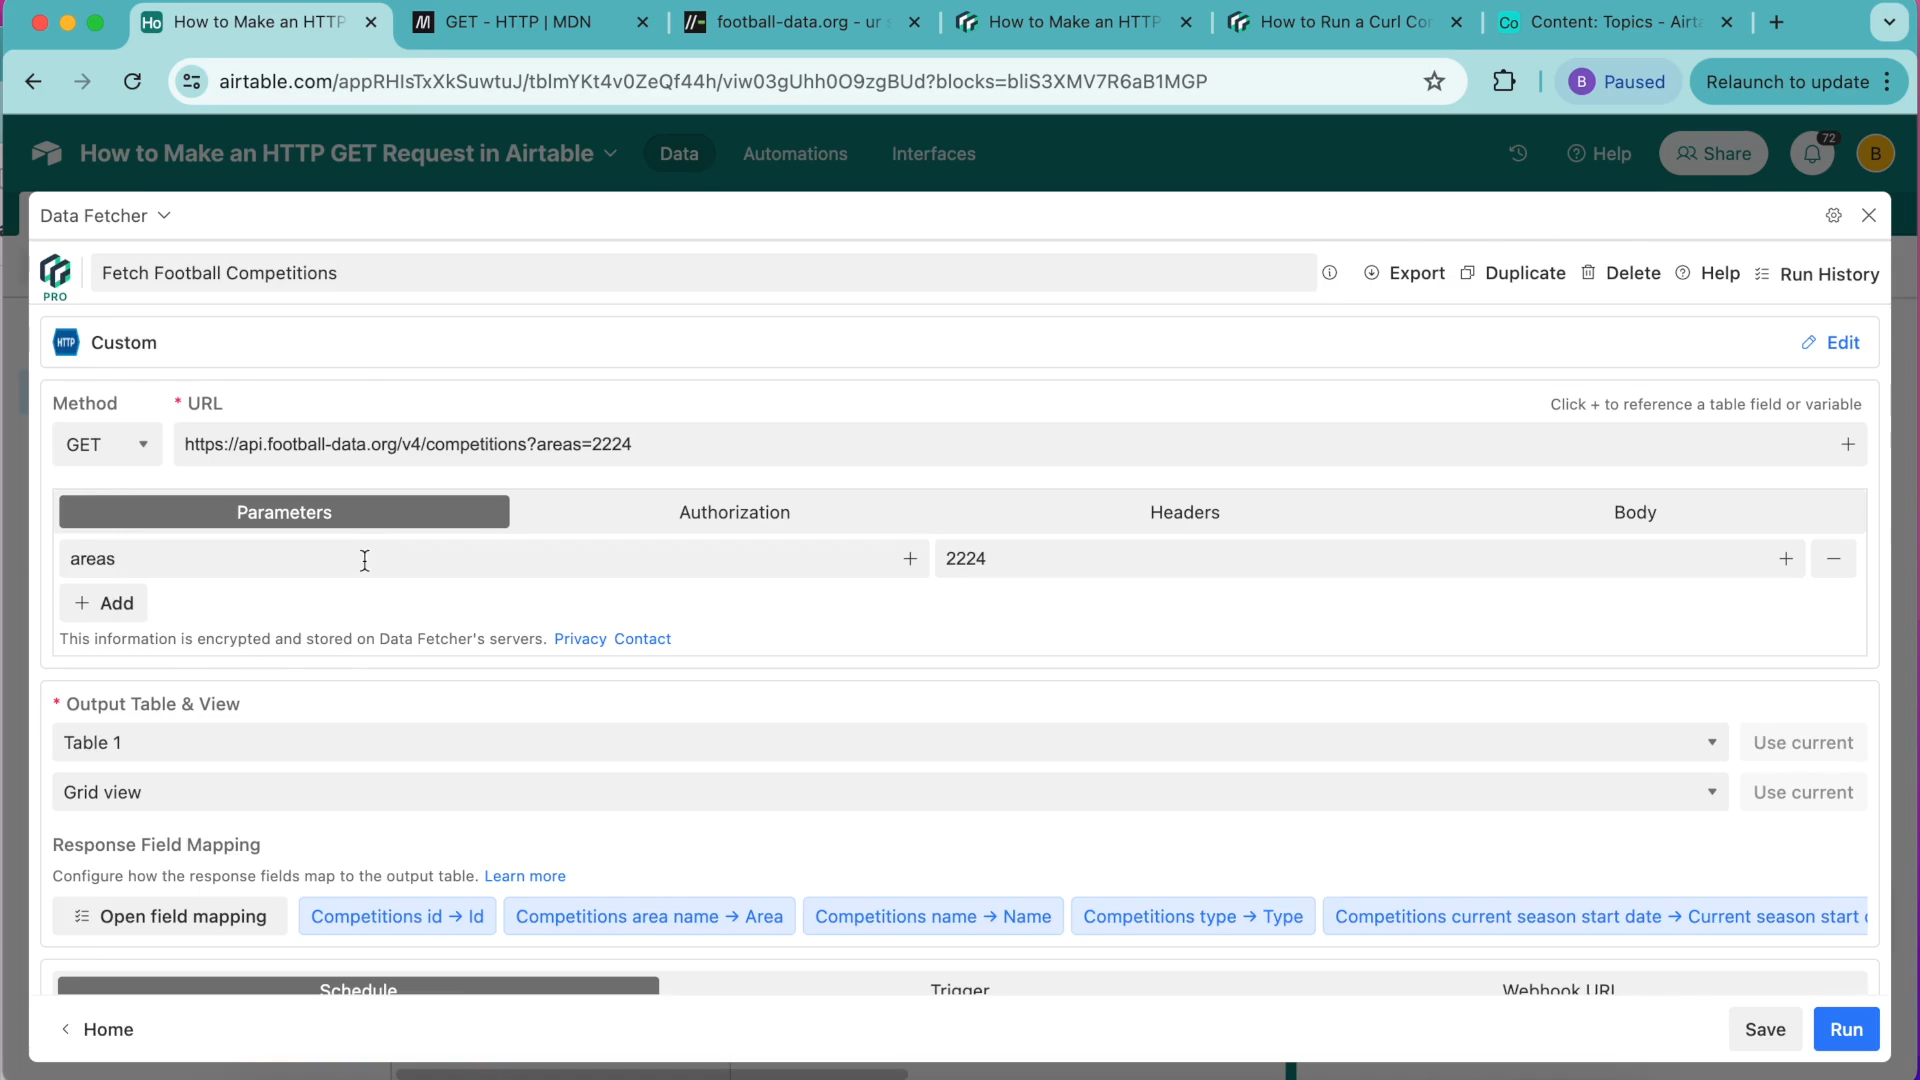 Ho How to Make an HTTP
GET - HTTP | MDN
football-data.org - ur s
How to Make an HTTP
How to Run a Curl Co
Co Content: Topics - Airta
airtable.com/appRHIsTxXkSuwtuJ/tblmYKt4v0ZeQf44h/viw03gUhh0O9zgBUd?blocks=bliS3XMV7R6aB1MGP
B Paused
Relaunch to update
How to Make an HTTP GET Request in Airtable
Data
Automations
Interfaces
Help
Share
72
B
Data Fetcher
PRO
Fetch Football Competitions
Export
Duplicate
Delete
Help
Run History
HTTP
Custom
Edit
Method
* URL
Click + to reference a table field or variable
GET
https://api.football-data.org/v4/competitions?areas=2224
Parameters
Authorization
Headers
Body
areas
2224
+ Add
This information is encrypted and stored on Data Fetcher's servers. Privacy Contact
* Output Table & View
Table 1
Use current
Grid view
Use current
Response Field Mapping
Configure how the response fields map to the output table. Learn more
Open field mapping
Competitions id → Id
Competitions area name → Area
Competitions name → Name
Competitions type → Type
Competitions current season start date → Current season start
Schedule
Trigger
Webhook URL
Home
Save
Run